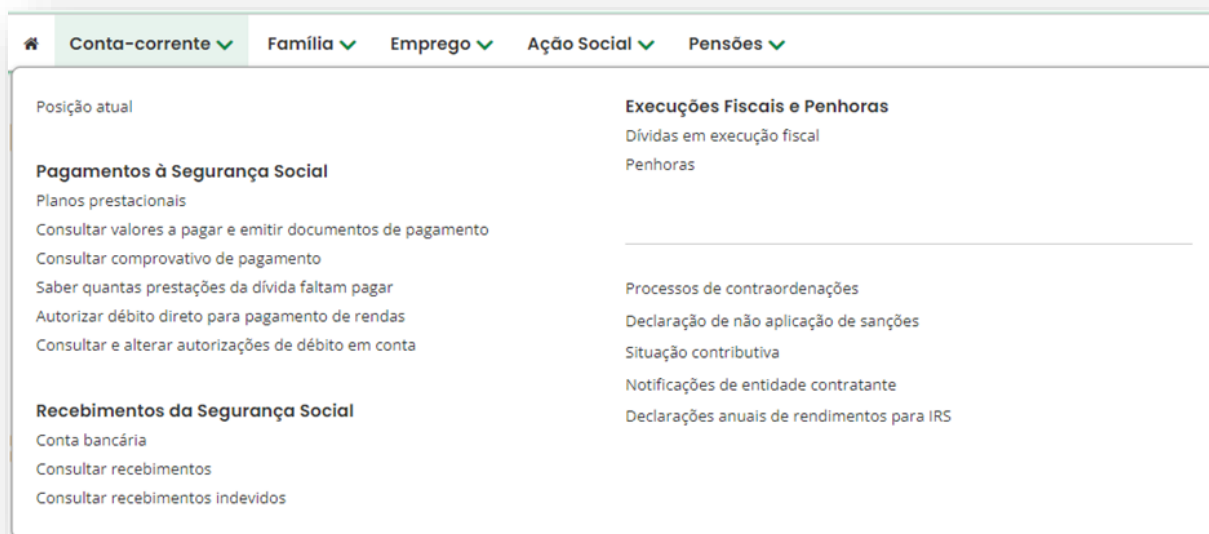 Conta-corrente Família Emprego Ação Social Pensões
Posição atual
Pagamentos à Segurança Social
Planos prestacionais
Consultar valores a pagar e emitir documentos de pagamento
Consultar comprovativo de pagamento
Saber quantas prestações da dívida faltam pagar
Autorizar débito direto para pagamento de rendas
Consultar e alterar autorizações de débito em conta
Recebimentos da Segurança Social
Conta bancária
Consultar recebimentos
Consultar recebimentos indevidos
Execuções Fiscais e Penhoras
Dívidas em execução fiscal
Penhoras
Processos de contraordenações
Declaração de não aplicação de sanções
Situação contributiva
Notificações de entidade contratante
Declarações anuais de rendimentos para IRS